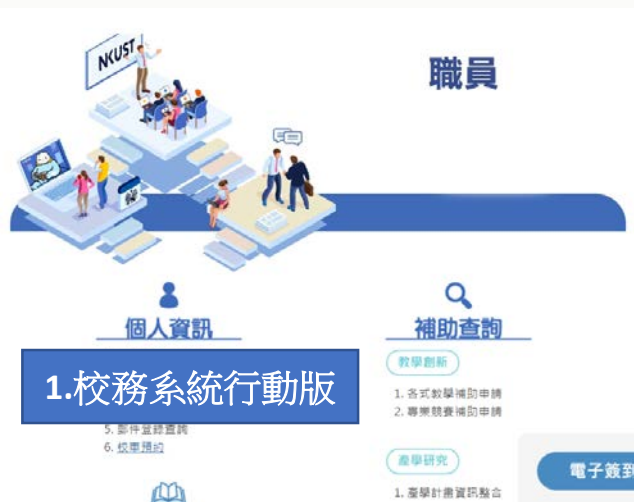 NKUST
職員
個人資訊
1.校務系統行動版
5. 郵件登錄查詢
6. 校車預約
補助查詢
教學創新
1. 各式教學補助申請
2. 專業競賽補助申請
產學研究
1. 產學計畫資訊整合
電子簽到